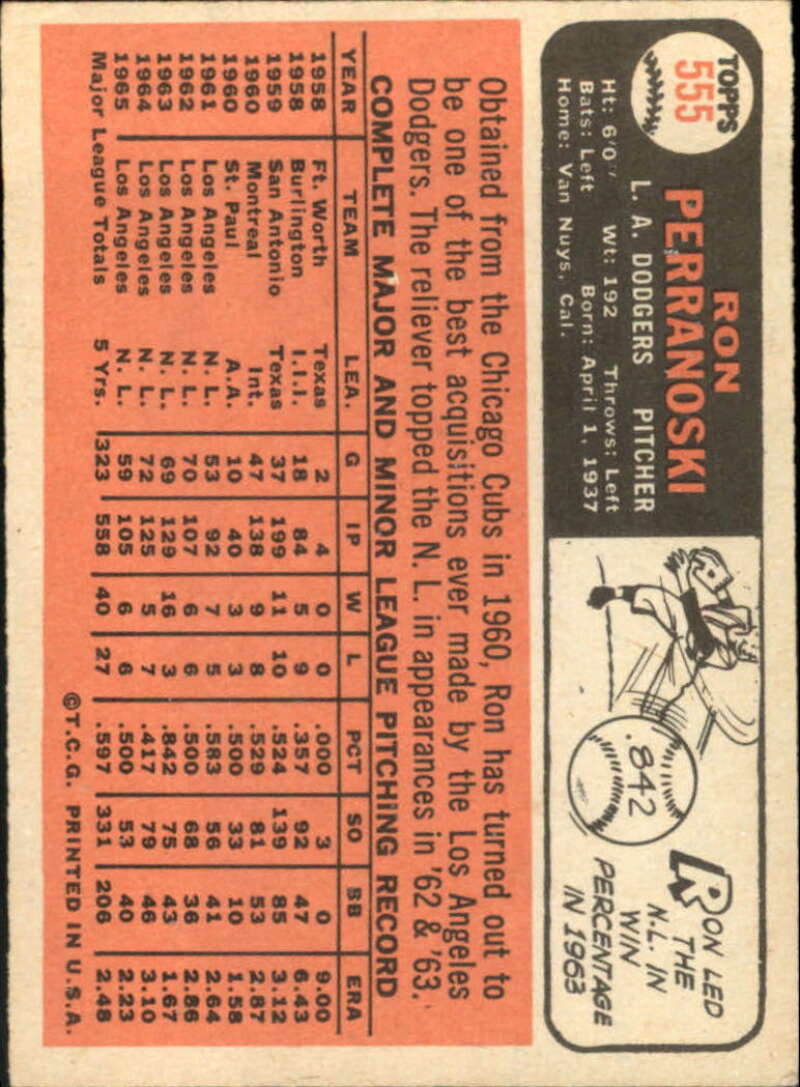 TOPPS
555
RON
PERRANOSKI
L. A. DODGERS PITCHER
Ht: 6'0" Wt: 192 Throws: Left
Bats: Left Born: April 1, 1937
Home: Van Nuys, Cal.
.842
RON LED
THE
N.L. IN
WIN
PERCENTAGE
IN 1963
Obtained from the Chicago Cubs in 1960, Ron has turned out to
be one of the best acquisitions ever made by the Los Angeles
Dodgers. The reliever topped the N. L. in appearances in '62 & '63.
COMPLETE MAJOR AND MINOR LEAGUE PITCHING RECORD
YEAR TEAM LEA. G IP W L PCT SO BB ERA
1958 Ft. Worth Texas 2 4 0 0 .000 3 0 9.00
1958 Burlington I.I.I. 18 84 5 9 .357 92 47 6.43
1959 San Antonio Texas 37 199 11 10 .524 139 85 3.12
1960 Montreal Int. 47 138 9 8 .529 81 53 2.87
1960 St. Paul A.A. 10 40 3 3 .500 33 10 1.58
1961 Los Angeles N. L. 53 92 7 5 .583 56 41 2.64
1962 Los Angeles N. L. 70 107 6 6 .500 68 36 2.86
1963 Los Angeles N. L. 69 129 16 3 .842 75 43 1.67
1964 Los Angeles N. L. 72 125 5 7 .417 79 46 3.10
1965 Los Angeles N. L. 59 105 6 6 .500 53 40 2.23
Major League Totals 5 Yrs. 323 558 40 27 .597 331 206 2.48
©T.C.G. PRINTED IN U.S.A.